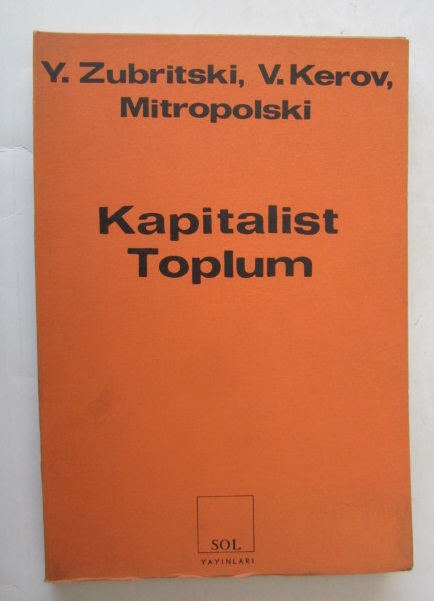 Y. Zubritski, V. Kerov,
Mitropolski
Kapitalist
Toplum
SOL
YAYINLARI